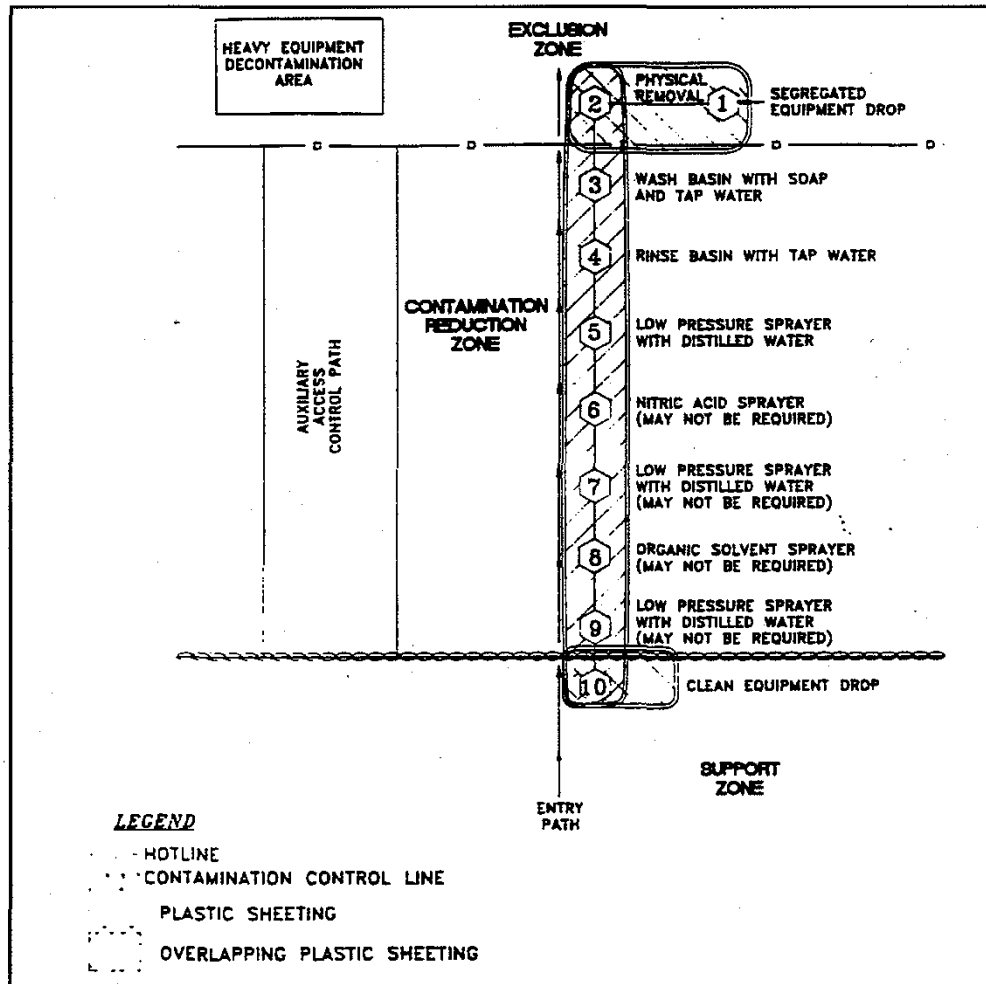 HEAVY EQUIPMENT
DECONTAMINATION
AREA
EXCLUSION
ZONE
PHYSICAL
REMOVAL
2
1
SEGREGATED
EQUIPMENT DROP
3
WASH BASIN WITH SOAP
AND TAP WATER
4
RINSE BASIN WITH TAP WATER
CONTAMINATION
REDUCTION
ZONE
5
LOW PRESSURE SPRAYER
WITH DISTILLED WATER
AUXILIARY
ACCESS
CONTROL PATH
6
NITRIC ACID SPRAYER
(MAY NOT BE REQUIRED)
7
LOW PRESSURE SPRAYER
WITH DISTILLED WATER
(MAY NOT BE REQUIRED)
8
ORGANIC SOLVENT SPRAYER
(MAY NOT BE REQUIRED)
9
LOW PRESSURE SPRAYER
WITH DISTILLED WATER
(MAY NOT BE REQUIRED)
10
CLEAN EQUIPMENT DROP
SUPPORT
ZONE
ENTRY
PATH
LEGEND
HOTLINE
CONTAMINATION CONTROL LINE
PLASTIC SHEETING
OVERLAPPING PLASTIC SHEETING